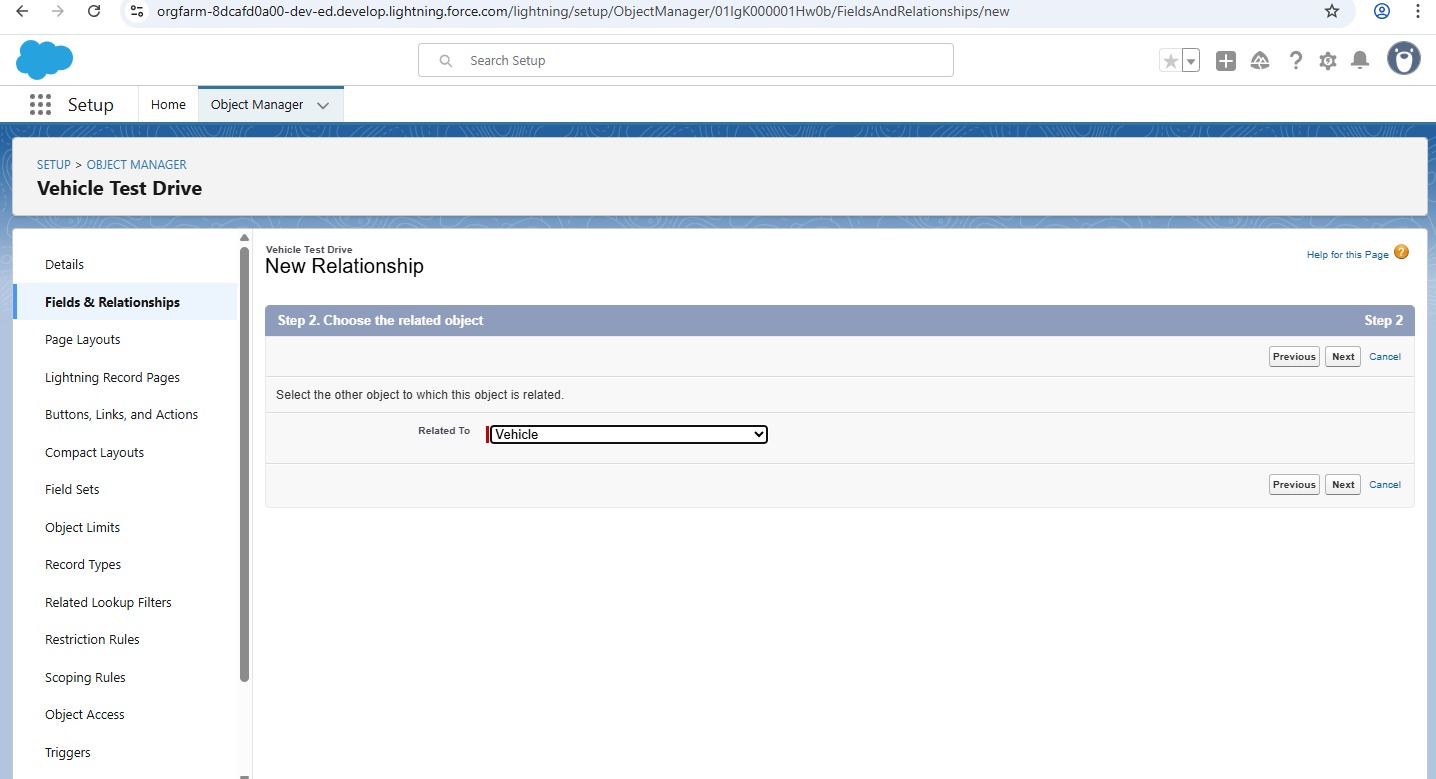 orgfarm-8dcafd0a00-dev-ed.develop.lightning.force.com/lightning/setup/ObjectManager/01IgK000001Hw0b/FieldsAndRelationships/new
Search Setup
Setup
Home
Object Manager
SETUP > OBJECT MANAGER
Vehicle Test Drive
Details
Fields & Relationships
Page Layouts
Lightning Record Pages
Buttons, Links, and Actions
Compact Layouts
Field Sets
Object Limits
Record Types
Related Lookup Filters
Restriction Rules
Scoping Rules
Object Access
Triggers
Vehicle Test Drive
New Relationship
Help for this Page ?
Step 2. Choose the related object Step 2
Previous Next Cancel
Select the other object to which this object is related.
Related To Vehicle
Previous Next Cancel